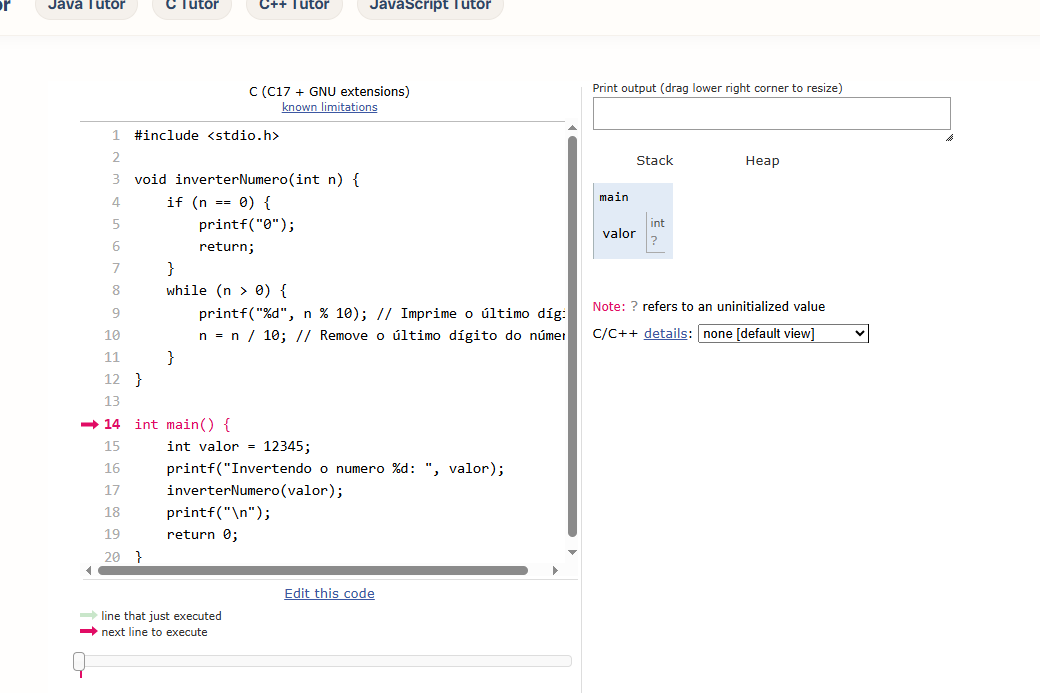 Java Tutor C Tutor C++ Tutor JavaScript Tutor
C (C17 + GNU extensions)
known limitations
1 #include <stdio.h>
2
3 void inverterNumero(int n) {
4     if (n == 0) {
5         printf("0");
6         return;
7     }
8     while (n > 0) {
9         printf("%d", n % 10); // Imprime o último
10         n = n / 10; // Remove o último dígito do
11     }
12 }
13
14 int main() {
15     int valor = 12345;
16     printf("Invertendo o numero %d: ", valor);
17     inverterNumero(valor);
18     printf("\n");
19     return 0;
20 }
Edit this code
line that just executed
next line to execute
Print output (drag lower right corner to resize)
Stack Heap
main
valor int
?
Note: ? refers to an uninitialized value
C/C++ details: none [default view]